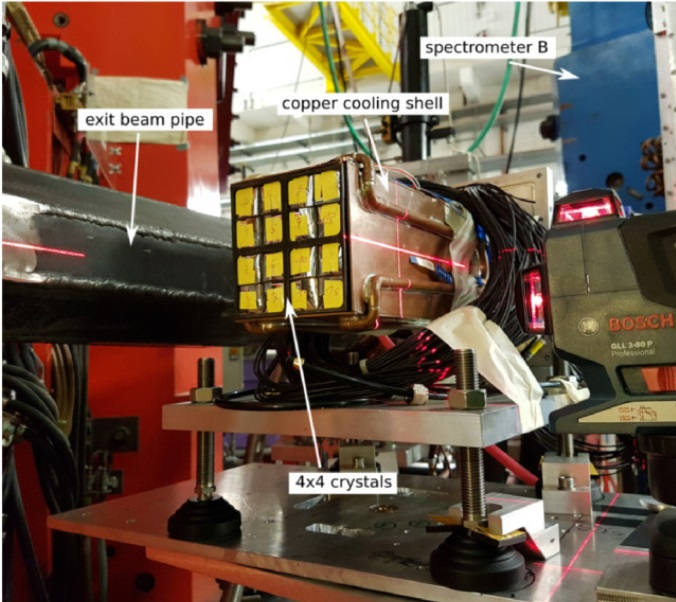 spectrometer B
copper cooling shell
exit beam pipe
BOSCH
GLL 3-80 P
Professional
4x4 crystals